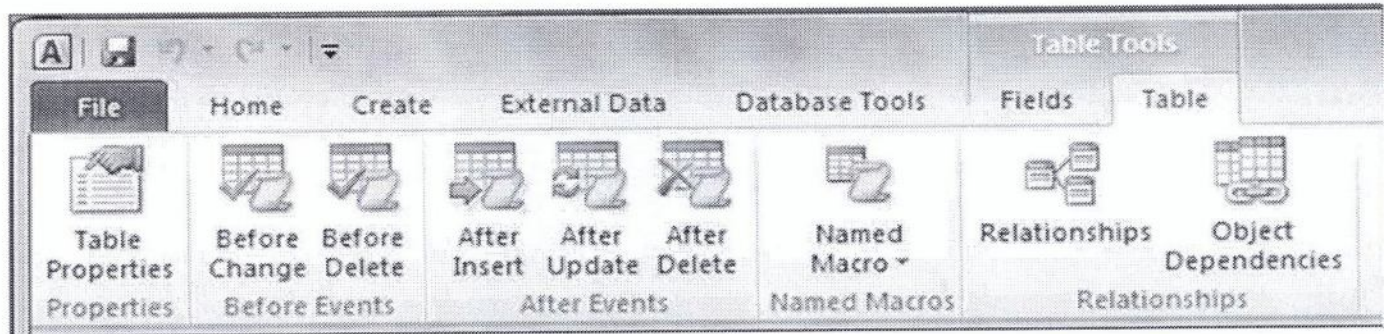 A
Table Tools
File Home Create External Data Database Tools Fields Table
Table Properties Before Change Before Delete After Insert After Update After Delete Named Macro Relationships Object Dependencies
Properties Before Events After Events Named Macros Relationships